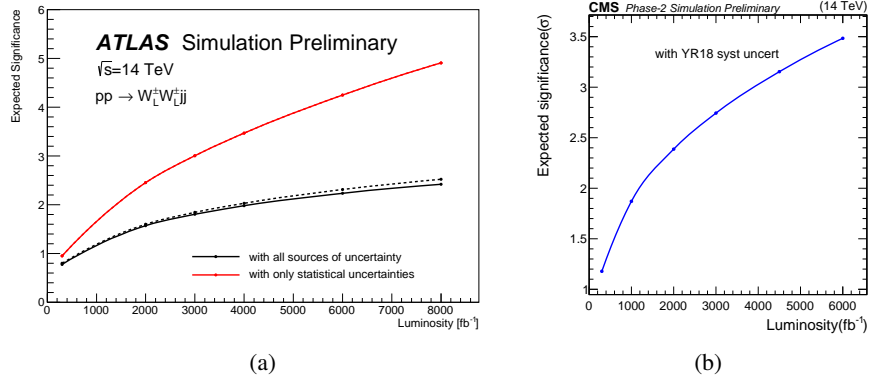 ATLAS Simulation Preliminary
√s=14 TeV
pp → W±LW±Ljj
Expected Significance
6
5
4
3
2
1
0
with all sources of uncertainty
with only statistical uncertainties
0 1000 2000 3000 4000 5000 6000 7000 8000
Luminosity [fb⁻¹]
(a)
CMS Phase-2 Simulation Preliminary (14 TeV)
with YR18 syst uncert
Expected significance(σ)
3.5
3
2.5
2
1.5
1
0 1000 2000 3000 4000 5000 6000
Luminosity(fb⁻¹)
(b)